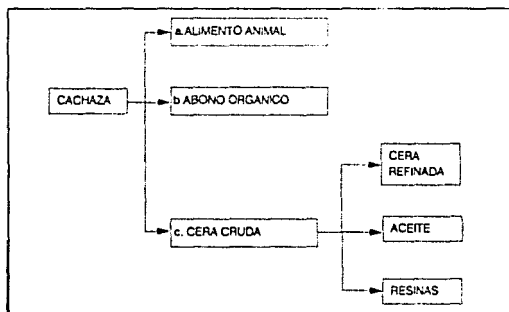 a. ALIMENTO ANIMAL
CACHAZA
b ABONO ORGANICO
CERA
REFINADA
c. CERA CRUDA
ACEITE
RESINAS